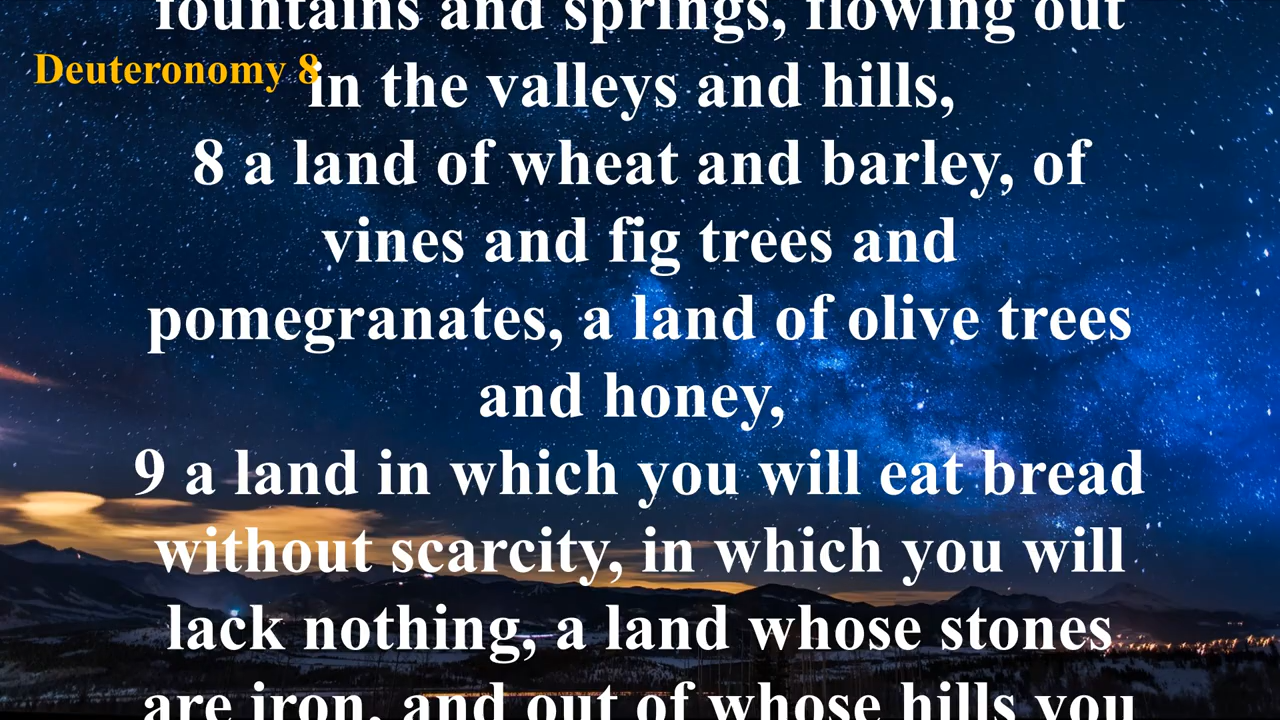 fountains and springs, flowing out
Deuteronomy 8
in the valleys and hills,
8 a land of wheat and barley, of
vines and fig trees and
pomegranates, a land of olive trees
and honey,
9 a land in which you will eat bread
without scarcity, in which you will
lack nothing, a land whose stones
are iron, and out of whose hills you